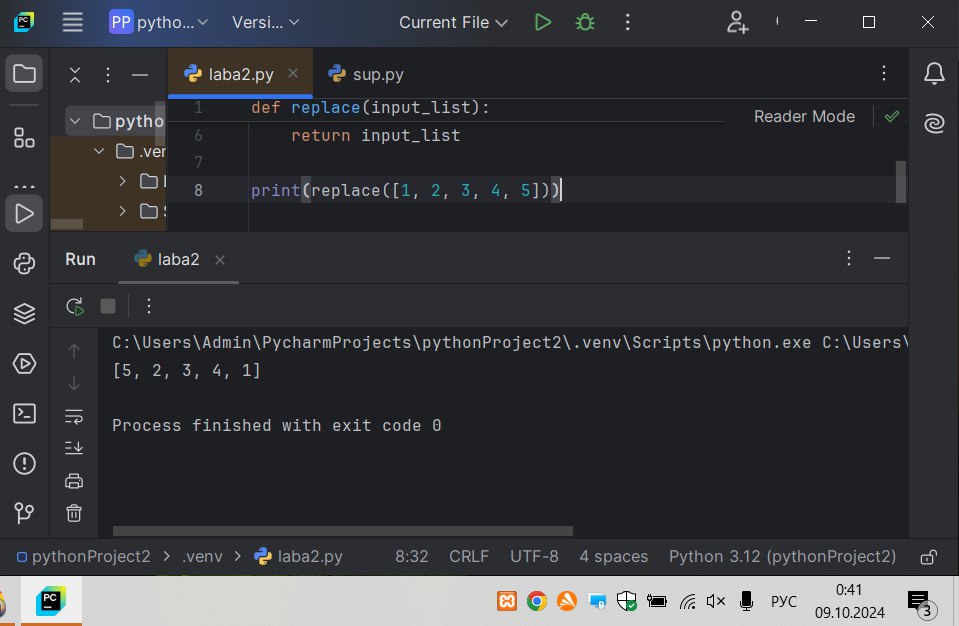 PC PP pytho... Versi... Current File
laba2.py sup.py
pytho
.ver
1 def replace(input_list):
6 return input_list
7
8 print(replace([1, 2, 3, 4, 5]))
Reader Mode
Run laba2
C:\Users\Admin\PycharmProjects\pythonProject2\.venv\Scripts\python.exe C:\Users\
[5, 2, 3, 4, 1]
Process finished with exit code 0
pythonProject2 > .venv > laba2.py 8:32 CRLF UTF-8 4 spaces Python 3.12 (pythonProject2)
PC РУС 0:41
09.10.2024 3